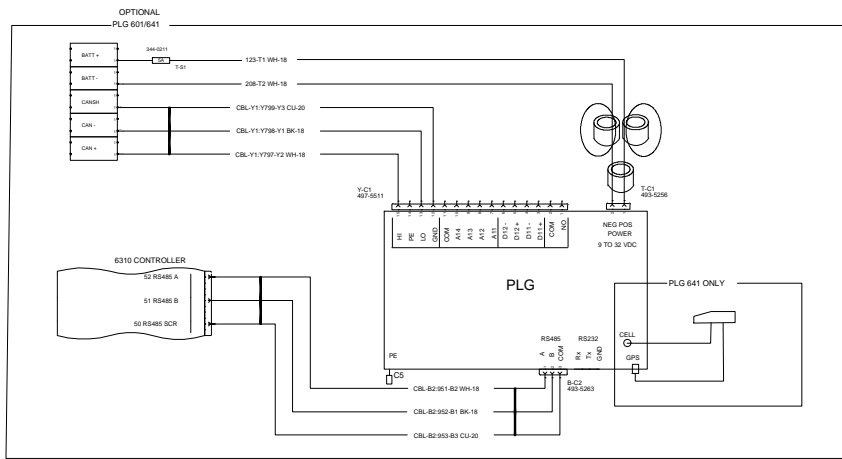 OPTIONAL
PLG 601/641
BATT +
BATT -
CANSH
CAN -
CAN +
344-0211
5A
T-S1
123-T1 WH-18
208-T2 WH-18
CBL-Y1:Y799-Y3 CU-20
CBL-Y1:Y798-Y1 BK-18
CBL-Y1:Y797-Y2 WH-18
Y-C1
497-5511
T-C1
493-5256
HI
PE
LO
GND
COM
A14
A13
A12
A11
D12 -
D12 +
D11 -
D11 +
COM
NO
NEG POS
POWER
9 TO 32 VDC
PLG
6310 CONTROLLER
52 RS485 A
51 RS485 B
50 RS485 SCR
PLG 641 ONLY
CELL
GPS
RS485
RS232
A
B
COM
Rx
Tx
GND
PE
C5
B-C2
493-5263
CBL-B2:951-B2 WH-18
CBL-B2:952-B1 BK-18
CBL-B2:953-B3 CU-20